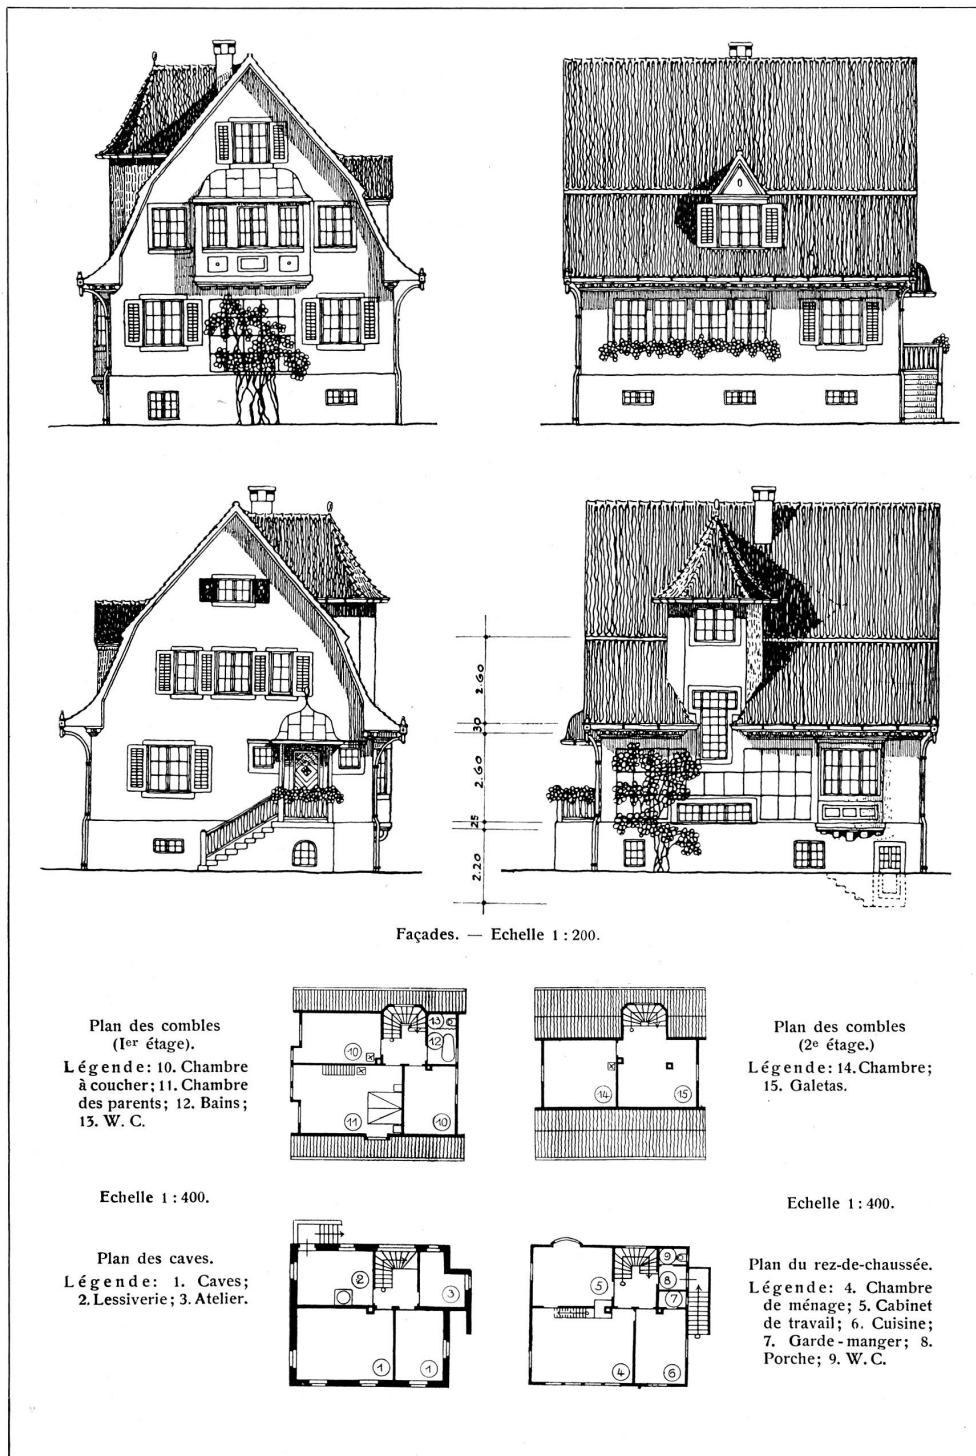 2.60
30
2.60
25
2.20
Façades. — Echelle 1 : 200.
Plan des combles
(Ier étage).
Légende: 10. Chambre
à coucher; 11. Chambre
des parents; 12. Bains;
13. W. C.
10
13
12
11
10
14
15
Plan des combles
(2e étage.)
Légende: 14. Chambre;
15. Galetas.
Echelle 1 : 400.
Echelle 1 : 400.
Plan des caves.
Légende: 1. Caves;
2. Lessiverie; 3. Atelier.
2
3
1
1
9
5
8
7
4
6
Plan du rez-de-chaussée.
Légende: 4. Chambre
de ménage; 5. Cabinet
de travail; 6. Cuisine;
7. Garde-manger; 8.
Porche; 9. W. C.